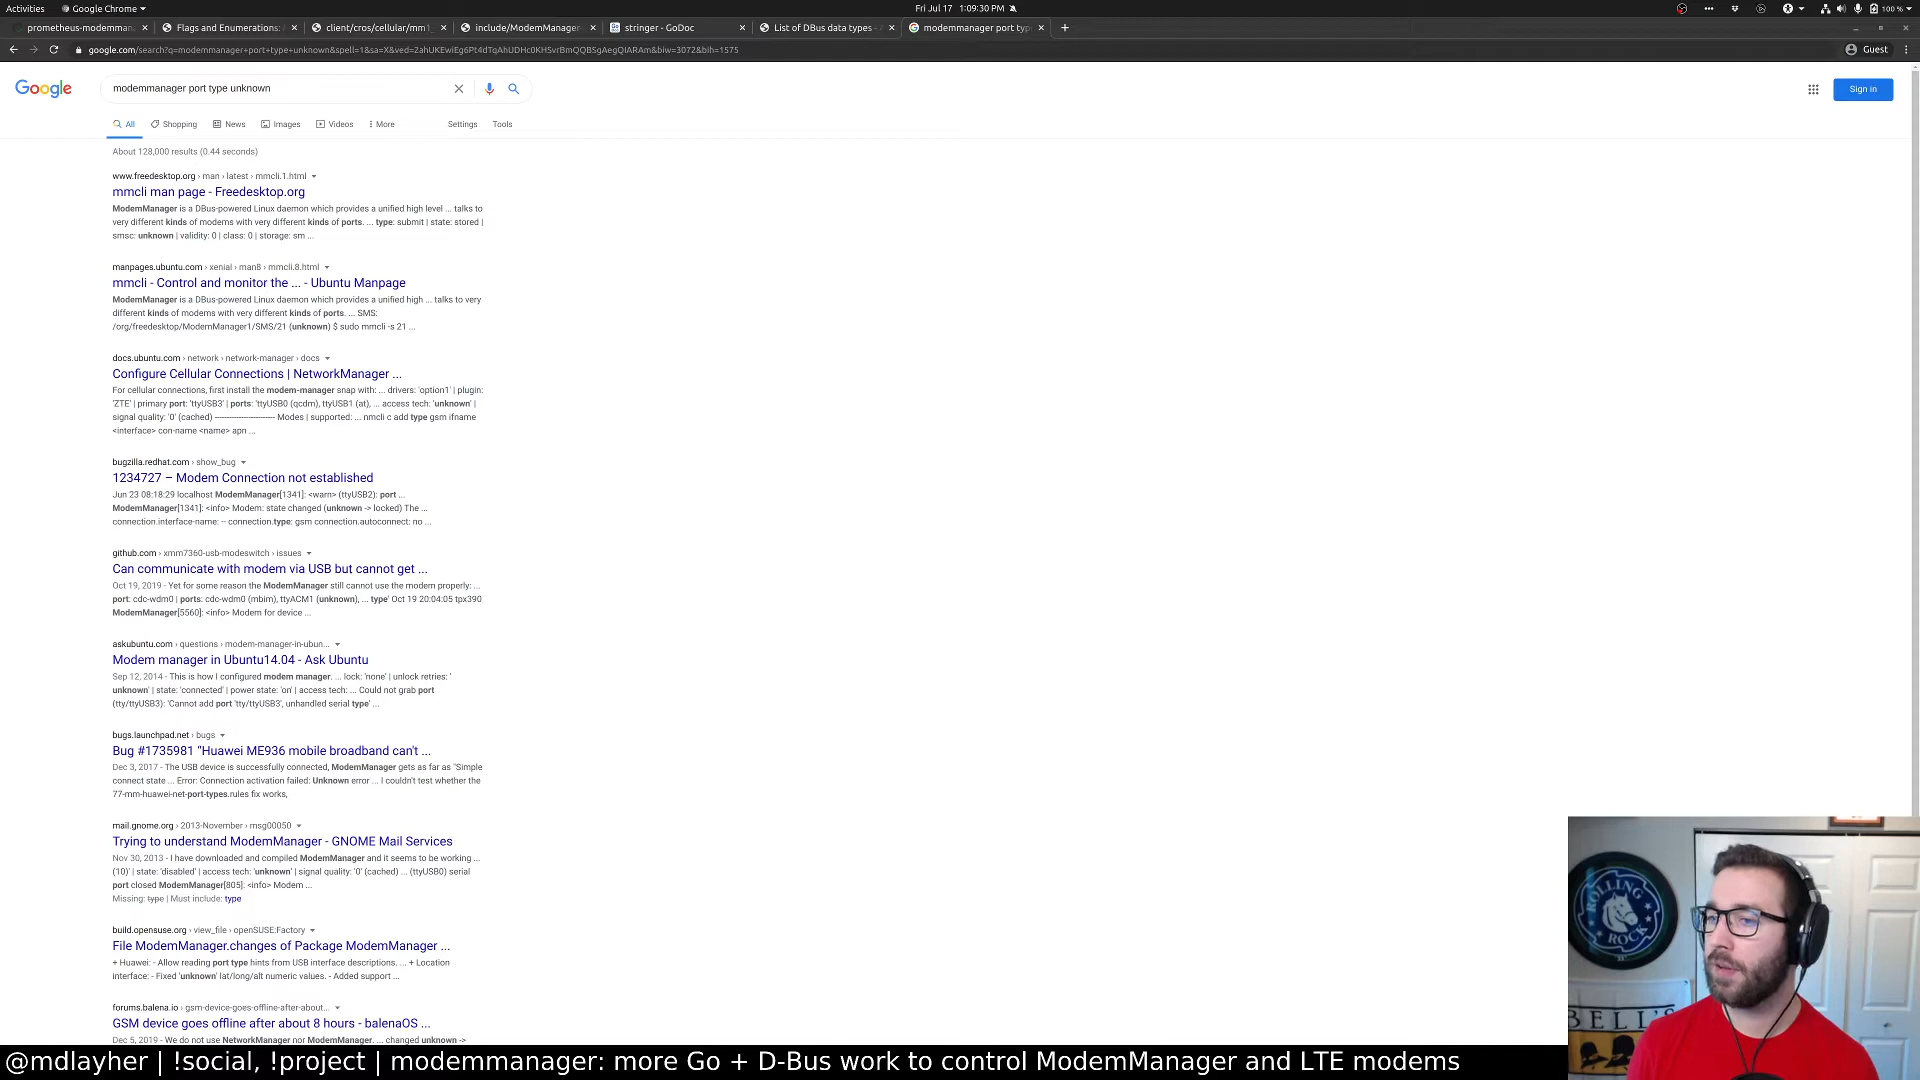 Activities
Google Chrome
Fri Jul 17  1:09:30 PM
100 %
prometheus-modemman
Flags and Enumerations:
client/cros/cellular/mm1
include/ModemManager-
stringer - GoDoc
List of DBus data types -
modemmanager port typ
google.com/search?q=modemmanager+port+type+unknown&spell=1&sa=X&ved=2ahUKEwiEg6Pt4dTqAhUDHc0KHSvrBmQQBSgAegQIARAm&biw=3072&bih=1575
Guest
Google
modemmanager port type unknown
Sign in
All
Shopping
News
Images
Videos
More
Settings
Tools
About 128,000 results (0.44 seconds)
www.freedesktop.org › man › latest › mmcli.1.html
mmcli man page - Freedesktop.org
ModemManager is a DBus-powered Linux daemon which provides a unified high level ... talks to
very different kinds of modems with very different kinds of ports. ... type: submit | state: stored |
smsc: unknown | validity: 0 | class: 0 | storage: sm ...
manpages.ubuntu.com › xenial › man8 › mmcli.8.html
mmcli - Control and monitor the ... - Ubuntu Manpage
ModemManager is a DBus-powered Linux daemon which provides a unified high ... talks to very
different kinds of modems with very different kinds of ports. ... SMS:
/org/freedesktop/ModemManager1/SMS/21 (unknown) $ sudo mmcli -s 21 ...
docs.ubuntu.com › network › network-manager › docs
Configure Cellular Connections | NetworkManager ...
For cellular connections, first install the modem-manager snap with: ... drivers: 'option1' | plugin:
'ZTE' | primary port: 'ttyUSB3' | ports: 'ttyUSB0 (qcdm), ttyUSB1 (at), ... access tech: 'unknown' |
signal quality: '0' (cached) ------------------------- Modes | supported: ... nmcli c add type gsm ifname
<interface> con-name <name> apn ...
bugzilla.redhat.com › show_bug
1234727 – Modem Connection not established
Jun 23 08:18:29 localhost ModemManager[1341]: <warn> (ttyUSB2): port ...
ModemManager[1341]: <info> Modem: state changed (unknown -> locked) The ...
connection.interface-name: -- connection.type: gsm connection.autoconnect: no ...
github.com › xmm7360-usb-modeswitch › issues
Can communicate with modem via USB but cannot get ...
Oct 19, 2019 - Yet for some reason the ModemManager still cannot use the modem properly: ...
port: cdc-wdm0 | ports: cdc-wdm0 (mbim), ttyACM1 (unknown), ... type' Oct 19 20:04:05 tpx390
ModemManager[5560]: <info> Modem for device ...
askubuntu.com › questions › modem-manager-in-ubun...
Modem manager in Ubuntu14.04 - Ask Ubuntu
Sep 12, 2014 - This is how I configured modem manager. ... lock: 'none' | unlock retries: '
unknown' | state: 'connected' | power state: 'on' | access tech: ... Could not grab port
(tty/ttyUSB3): 'Cannot add port 'tty/ttyUSB3', unhandled serial type' ...
bugs.launchpad.net › bugs
Bug #1735981 “Huawei ME936 mobile broadband can't ...
Dec 3, 2017 - The USB device is successfully connected, ModemManager gets as far as "Simple
connect state ... Error: Connection activation failed: Unknown error ... I couldn't test whether the
77-mm-huawei-net-port-types.rules fix works,
mail.gnome.org › 2013-November › msg00050
Trying to understand ModemManager - GNOME Mail Services
Nov 30, 2013 - I have downloaded and compiled ModemManager and it seems to be working ...
(10)' | state: 'disabled' | access tech: 'unknown' | signal quality: '0' (cached) ... (ttyUSB0) serial
port closed ModemManager[805]: <info> Modem ...
Missing: type | Must include: type
build.opensuse.org › view_file › openSUSE:Factory
File ModemManager.changes of Package ModemManager ...
+ Huawei: - Allow reading port type hints from USB interface descriptions. ... + Location
interface: - Fixed 'unknown' lat/long/alt numeric values. - Added support ...
forums.balena.io › gsm-device-goes-offline-after-about...
GSM device goes offline after about 8 hours - balenaOS ...
Dec 5, 2019 - We do not use NetworkManager nor ModemManager. ... changed unknown ->
ROLLING
ROCK
BELL'S
@mdlayher | !social, !project | modemmanager: more Go + D-Bus work to control ModemManager and LTE modems